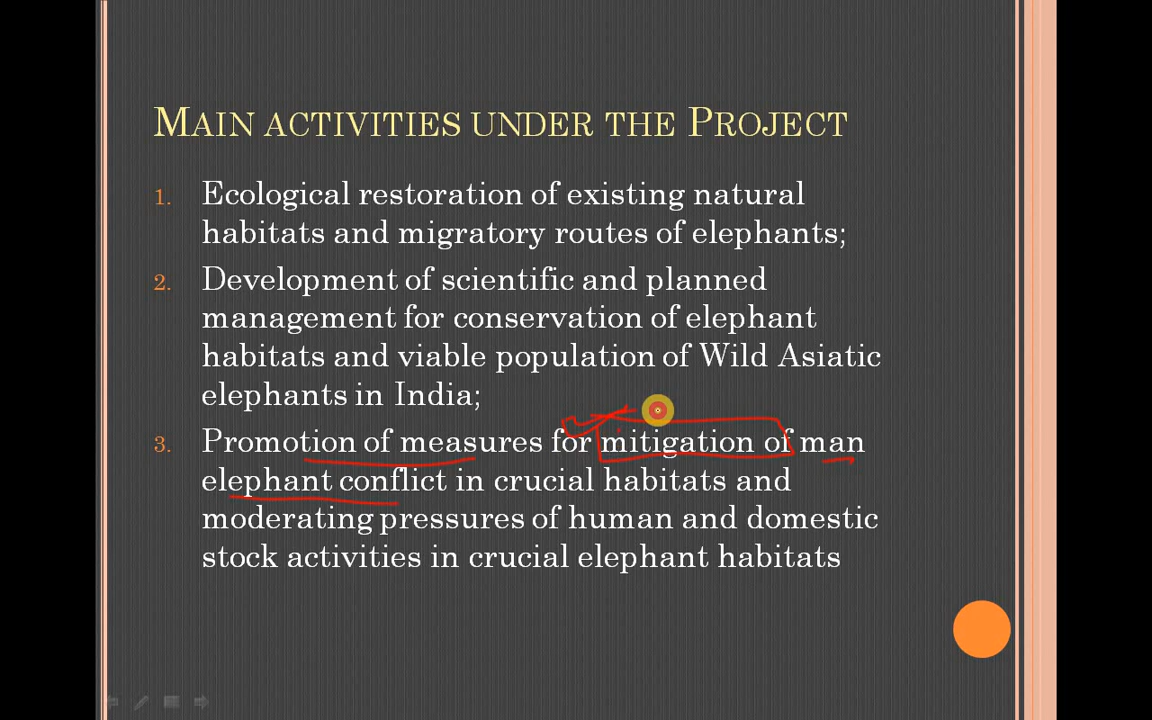 MAIN ACTIVITIES UNDER THE PROJECT
1. Ecological restoration of existing natural
habitats and migratory routes of elephants;
2. Development of scientific and planned
management for conservation of elephant
habitats and viable population of Wild Asiatic
elephants in India;
3. Promotion of measures for mitigation of man
elephant conflict in crucial habitats and
moderating pressures of human and domestic
stock activities in crucial elephant habitats